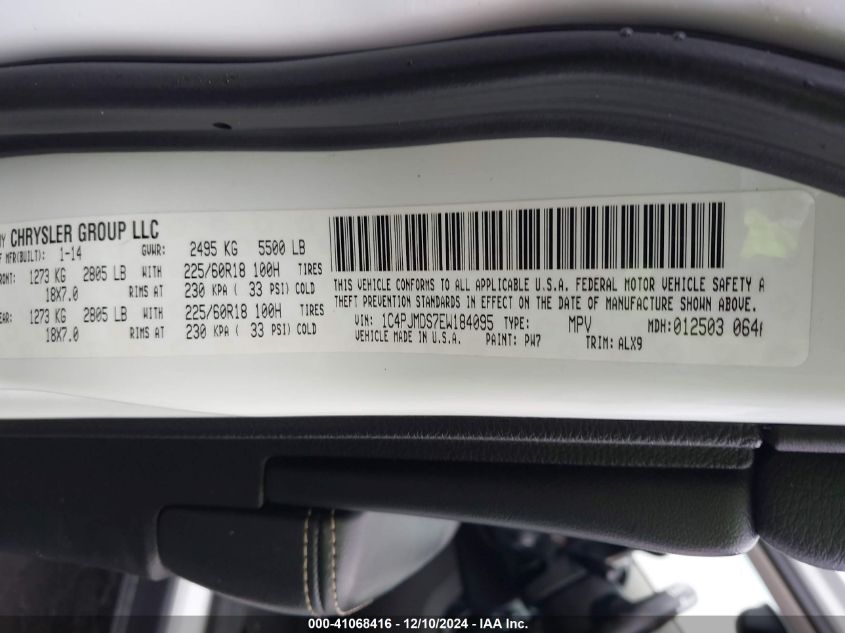 CHRYSLER GROUP LLC
MFR(BUILT): 1-14 GVWR: 2495 KG 5500 LB
1273 KG 2805 LB WITH 225/60R18 100H TIRES
18X7.0 RIMS AT 230 KPA ( 33 PSI) COLD
1273 KG 2805 LB WITH 225/60R18 100H TIRES
18X7.0 RIMS AT 230 KPA ( 33 PSI) COLD
THIS VEHICLE CONFORMS TO ALL APPLICABLE U.S.A. FEDERAL MOTOR VEHICLE SAFETY A
THEFT PREVENTION STANDARDS IN EFFECT ON THE DATE OF MANUFACTURE SHOWN ABOVE.
VIN: 1C4PJMDS7EW184095 TYPE: MPV MDH:012503 064
VEHICLE MADE IN U.S.A. PAINT: PW7 TRIM: ALX9
000-41068416 - 12/10/2024 - IAA Inc.